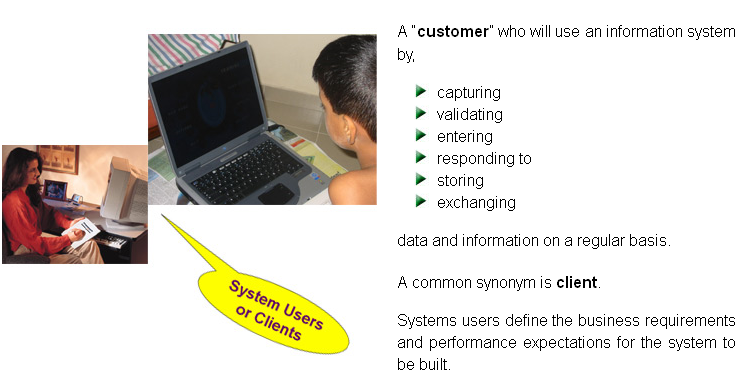 A "customer" who will use an information system
by,
capturing
validating
entering
responding to
storing
exchanging
data and information on a regular basis.
A common synonym is client.
Systems users define the business requirements
and performance expectations for the system to
be built.
System Users
or Clients